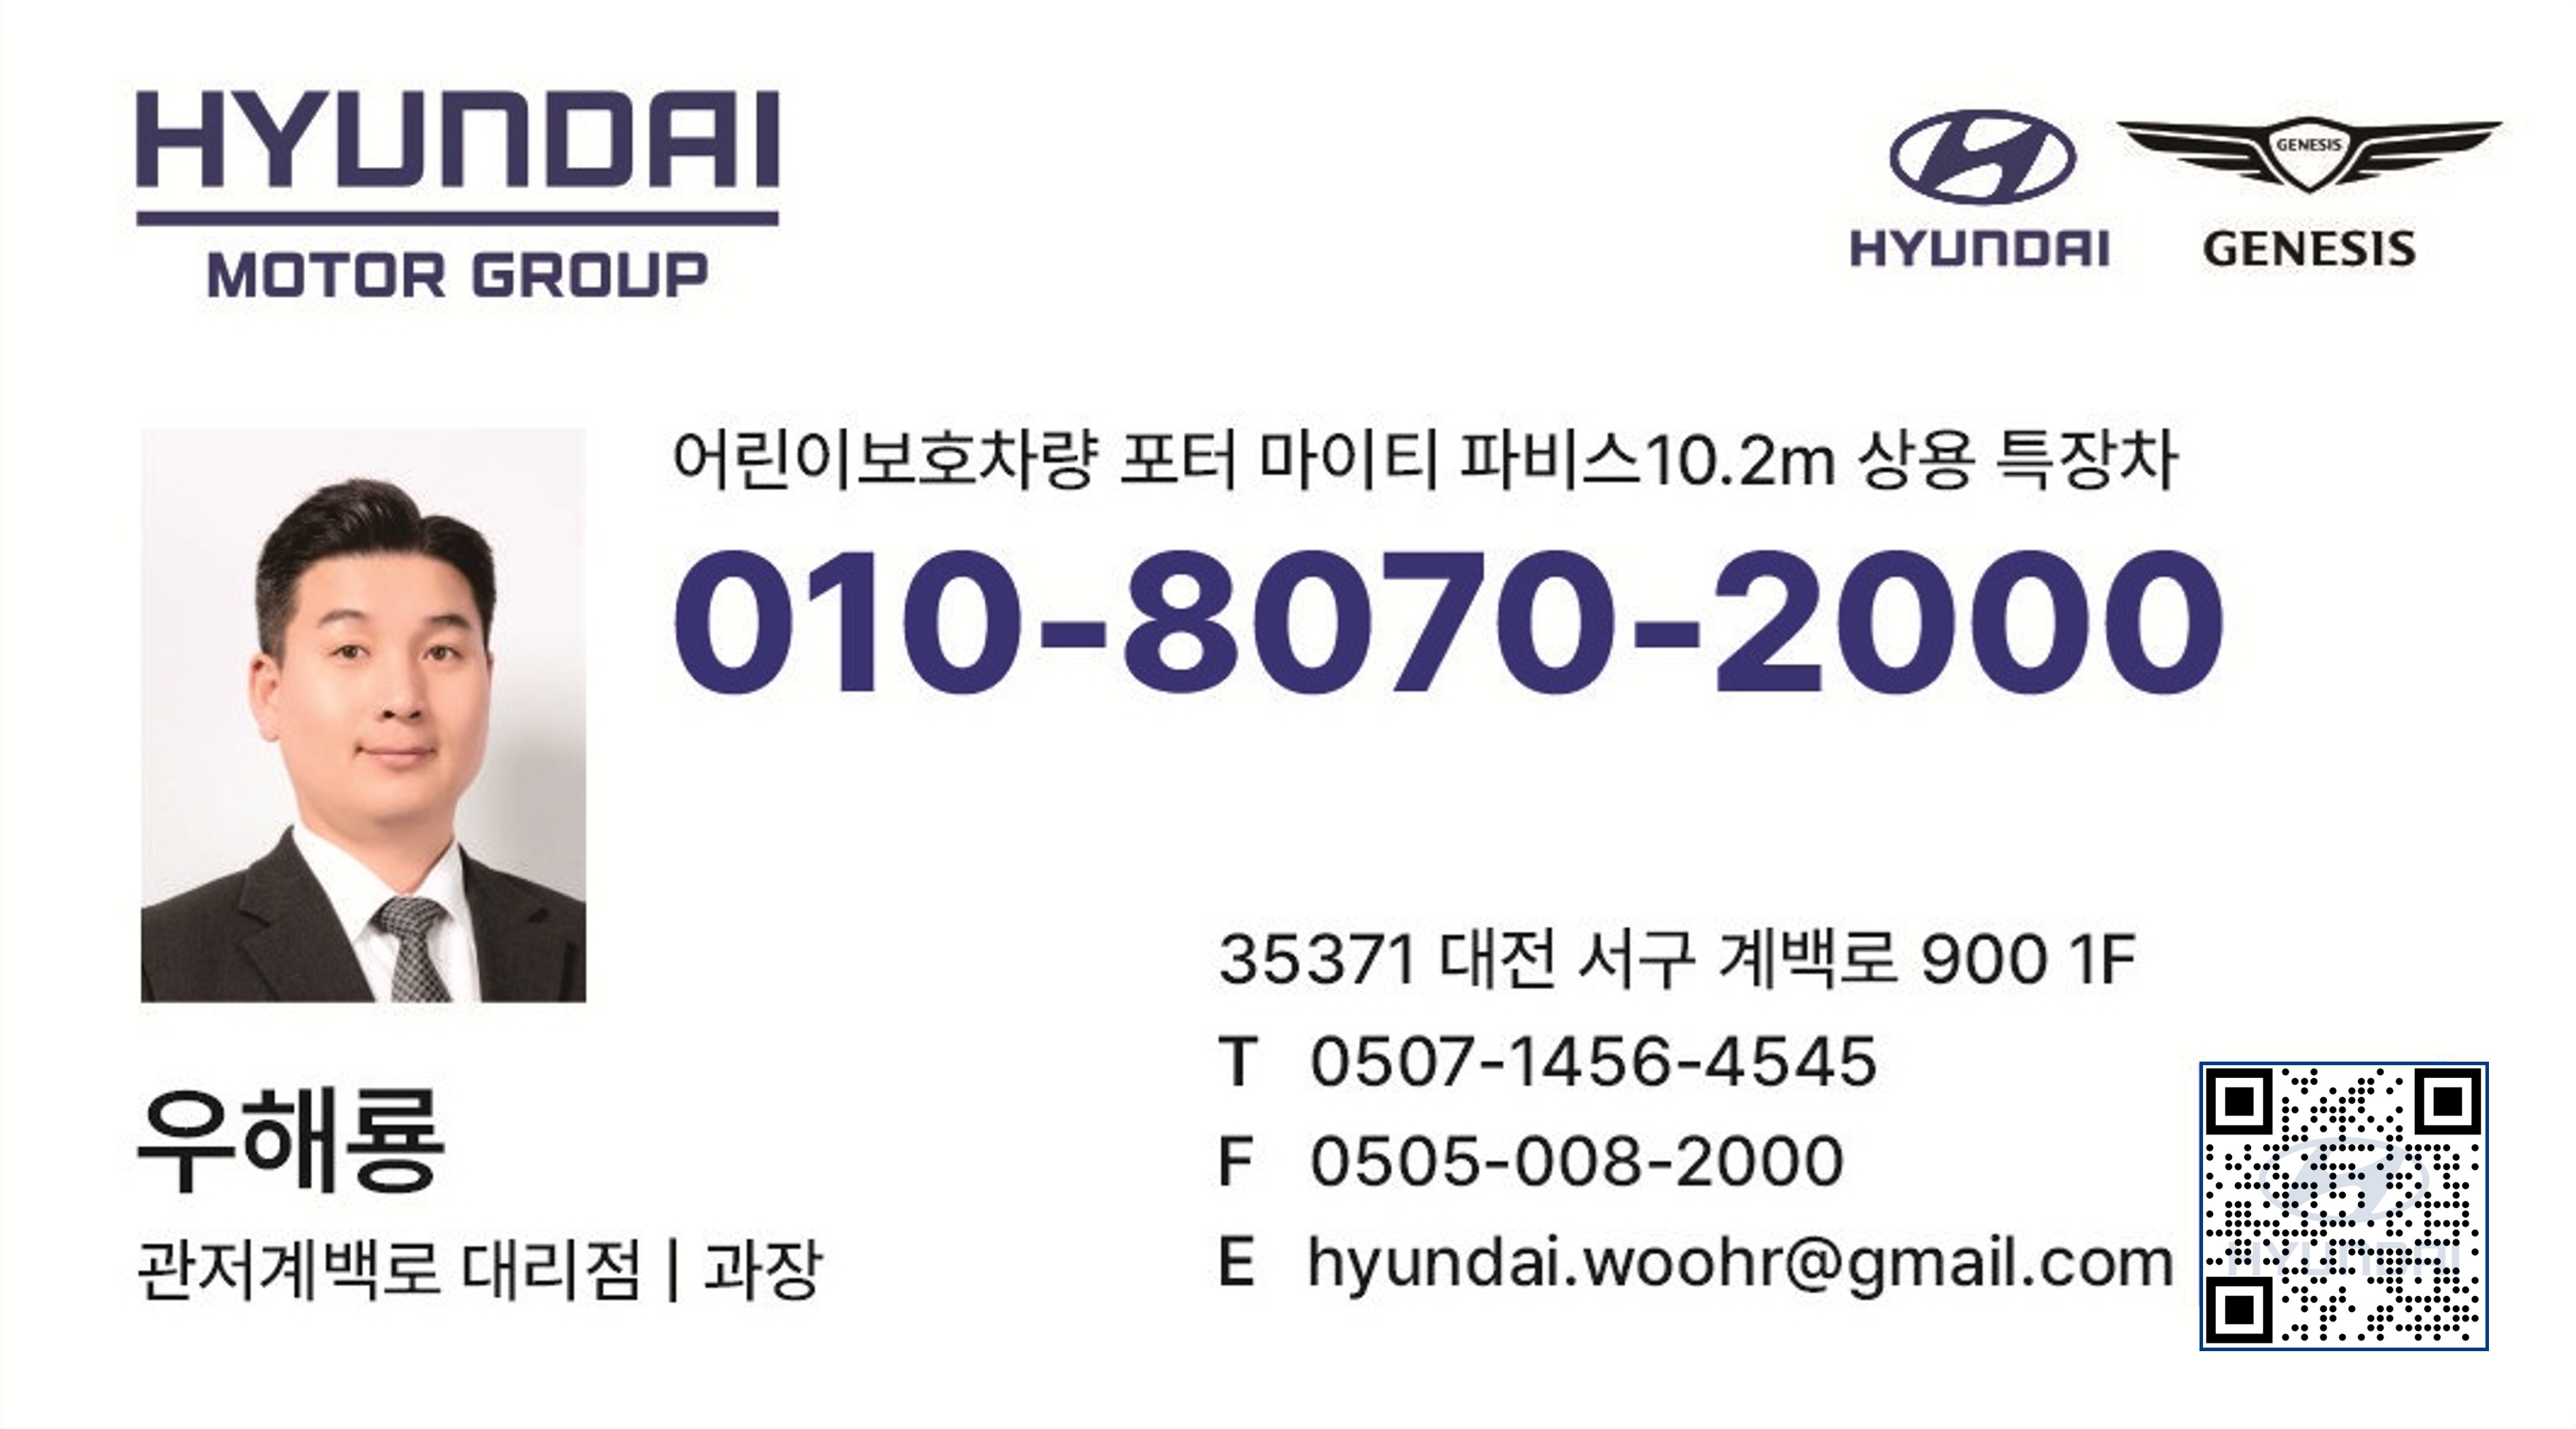 HYUNDAI
MOTOR GROUP
GENESIS
HYUNDAI
GENESIS
어린이보호차량 포터 마이티 파비스10.2m 상용 특장차
010-8070-2000
35371 대전 서구 계백로 900 1F
T 0507-1456-4545
F 0505-008-2000
E hyundai.woohr@gmail.com
우해룡
관저계백로 대리점 | 과장
HYUNDAI